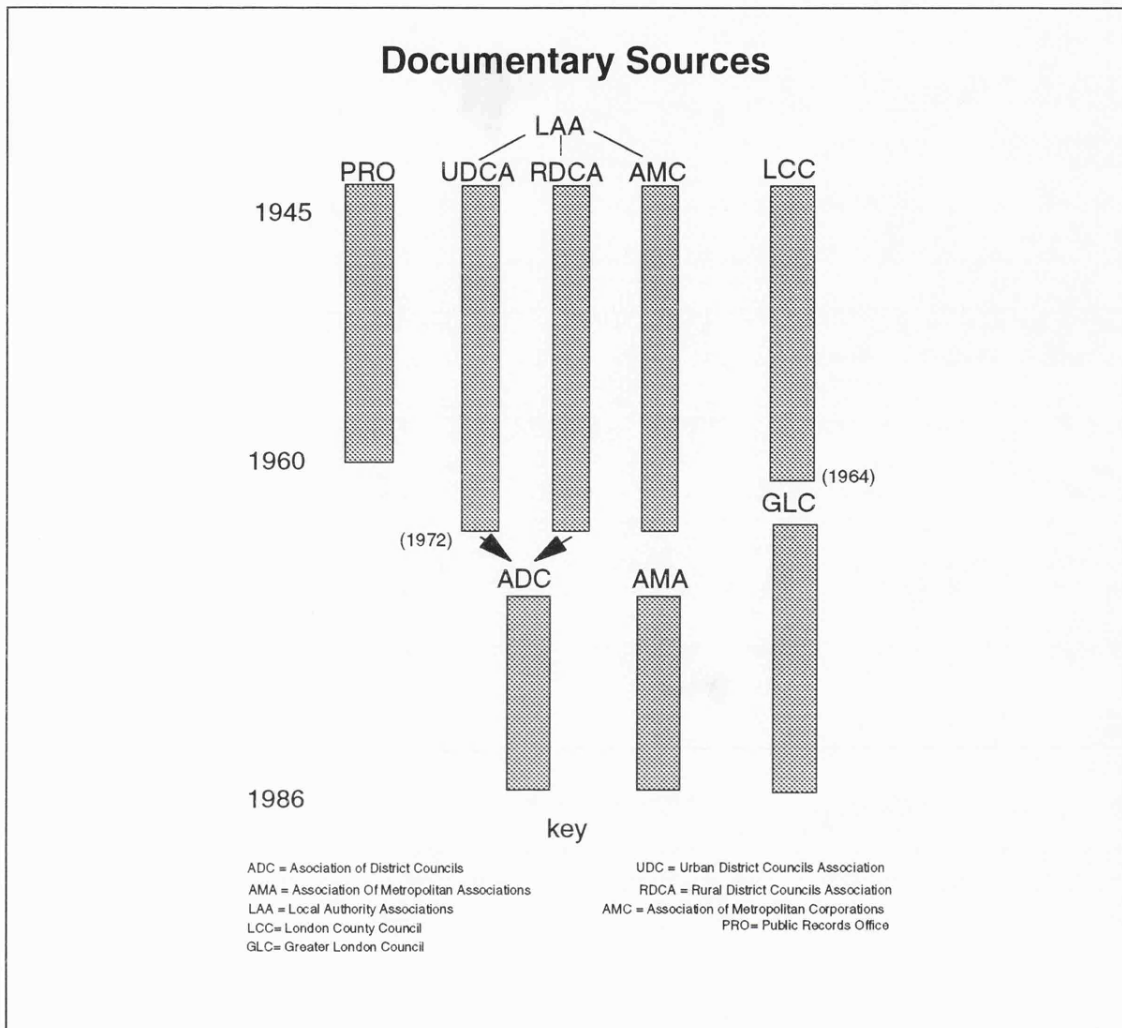 Documentary Sources
LAA
PRO UDCA RDCA AMC LCC
1945
1960
(1964)
GLC
(1972)
ADC AMA
1986
key
ADC = Asociation of District Councils
AMA = Association Of Metropolitan Associations
LAA = Local Authority Associations
LCC= London County Council
GLC= Greater London Council
UDC = Urban District Councils Association
RDCA = Rural District Councils Association
AMC = Association of Metropolitan Corporations
PRO= Public Records Office